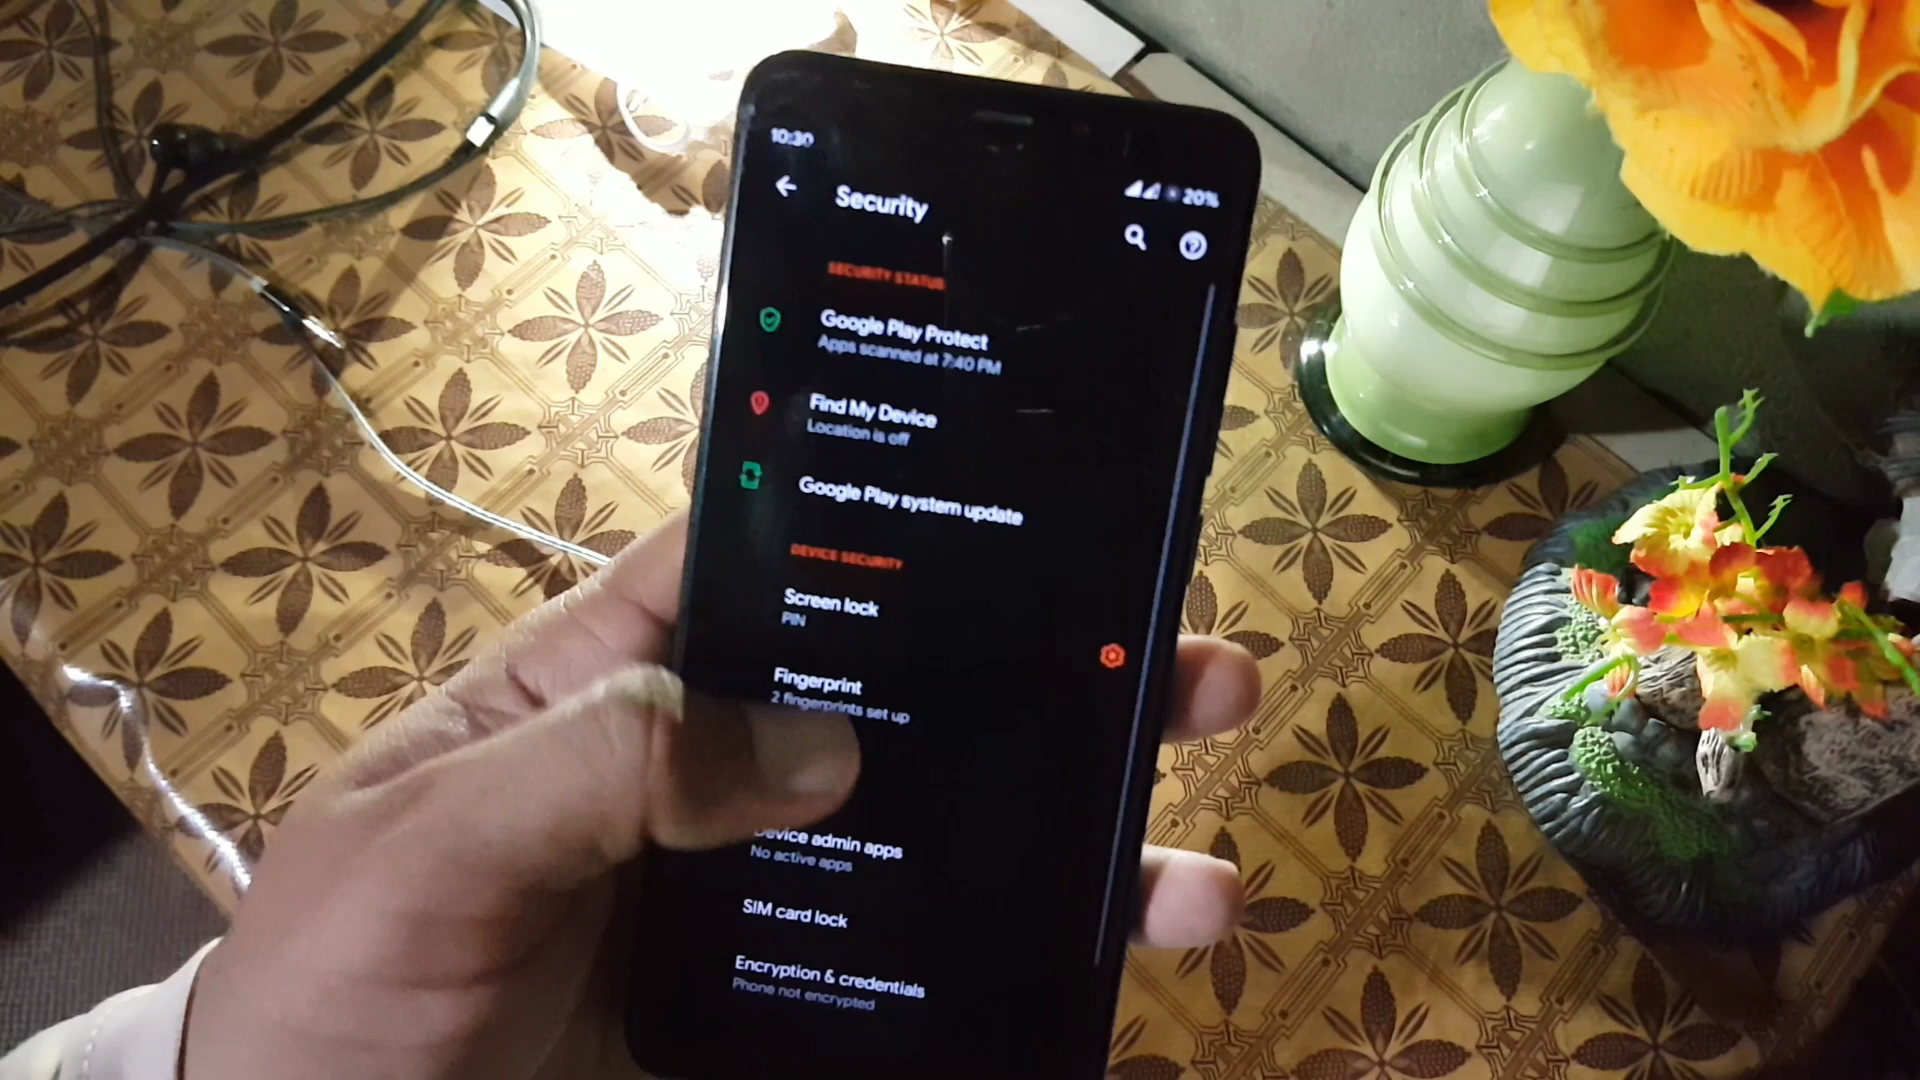 10:30
20%
Security
SECURITY STATUS
Google Play Protect
Apps scanned at 7:40 PM
Find My Device
Location is off
Google Play system update
DEVICE SECURITY
Screen lock
PIN
Fingerprint
2 fingerprints set up
Device admin apps
No active apps
SIM card lock
Encryption & credentials
Phone not encrypted